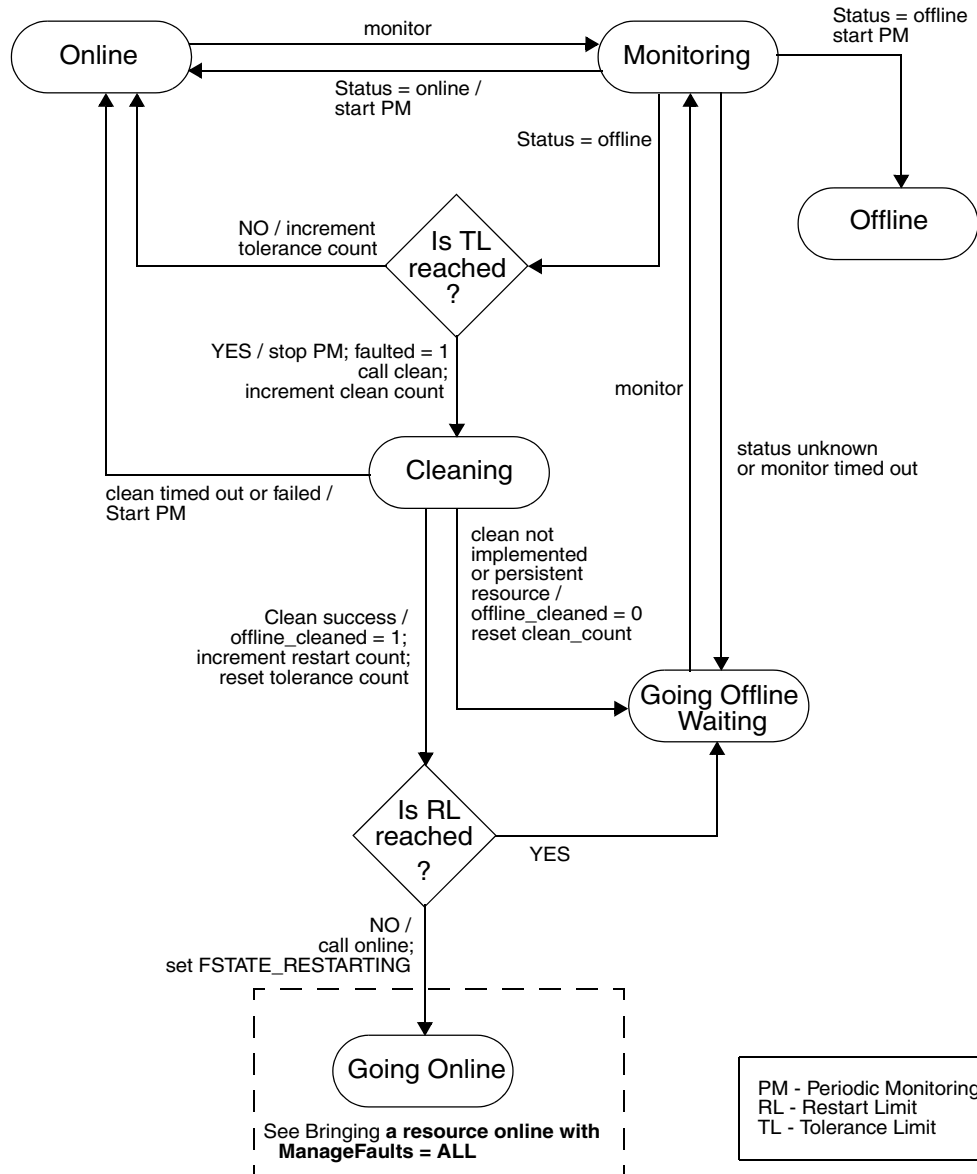 Online
monitor
Monitoring
Status = offline
start PM
Status = online /
start PM
Status = offline
Offline
NO / increment
tolerance count
Is TL
reached
?
YES / stop PM; faulted = 1
call clean;
increment clean count
monitor
status unknown
or monitor timed out
Cleaning
clean timed out or failed /
Start PM
clean not
implemented
or persistent
resource /
offline_cleaned = 0
reset clean_count
Clean success /
offline_cleaned = 1;
increment restart count;
reset tolerance count
Going Offline
Waiting
Is RL
reached
?
YES
NO /
call online;
set FSTATE_RESTARTING
Going Online
See Bringing a resource online with
ManageFaults = ALL
PM - Periodic Monitoring
RL - Restart Limit
TL - Tolerance Limit